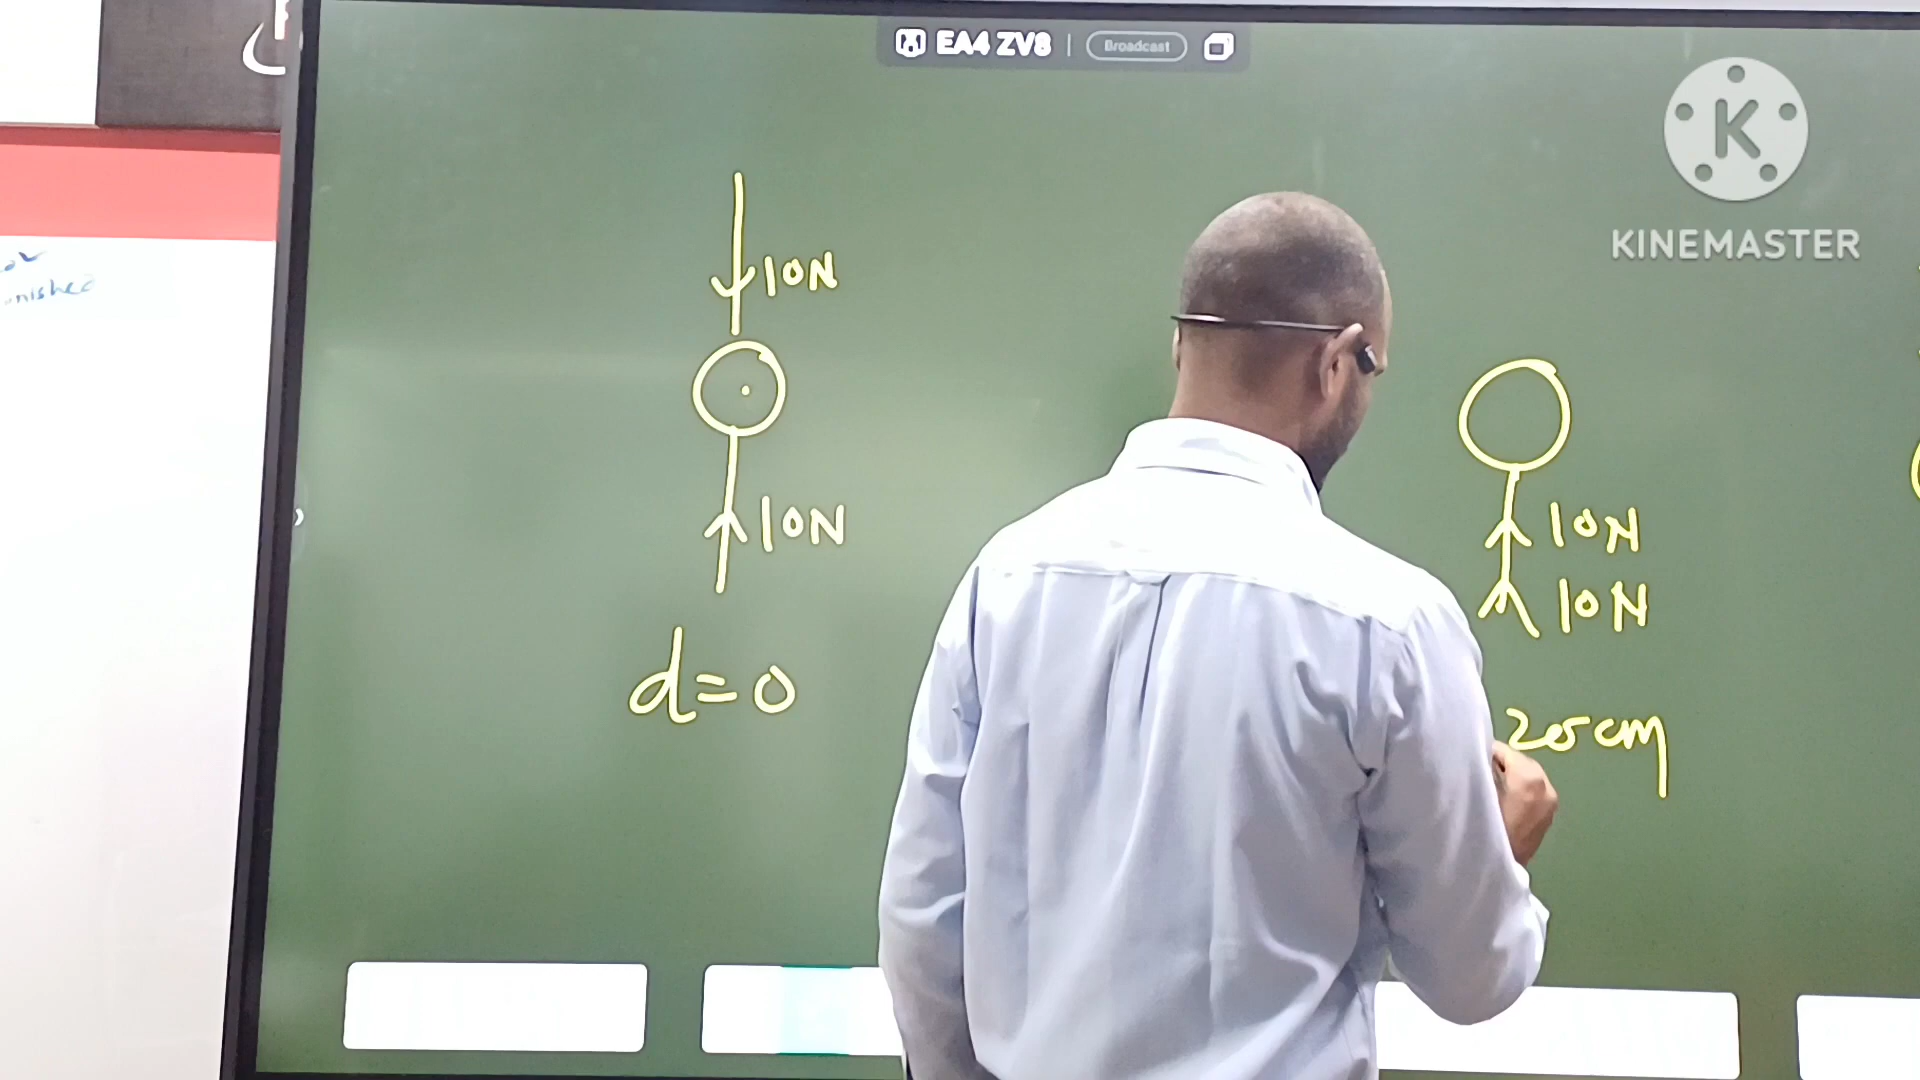 EA4 ZV8 | Broadcast
KINEMASTER
10N
10N
d=0
10N
10N
20cm